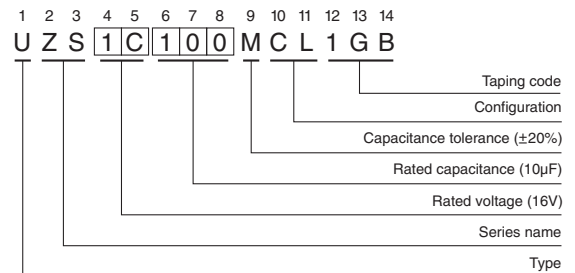 1 2 3 4 5 6 7 8 9 10 11 12 13 14
U Z S 1 C 1 0 0 M C L 1 G B
Taping code
Configuration
Capacitance tolerance (±20%)
Rated capacitance (10µF)
Rated voltage (16V)
Series name
Type